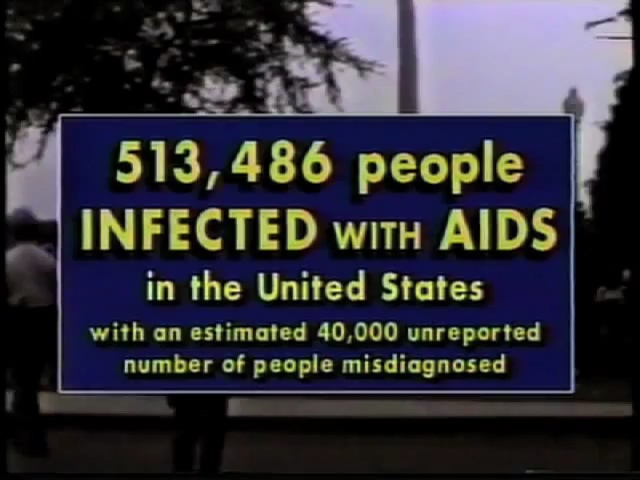 513,486 people
INFECTED WITH AIDS
in the United States
with an estimated 40,000 unreported
number of people misdiagnosed